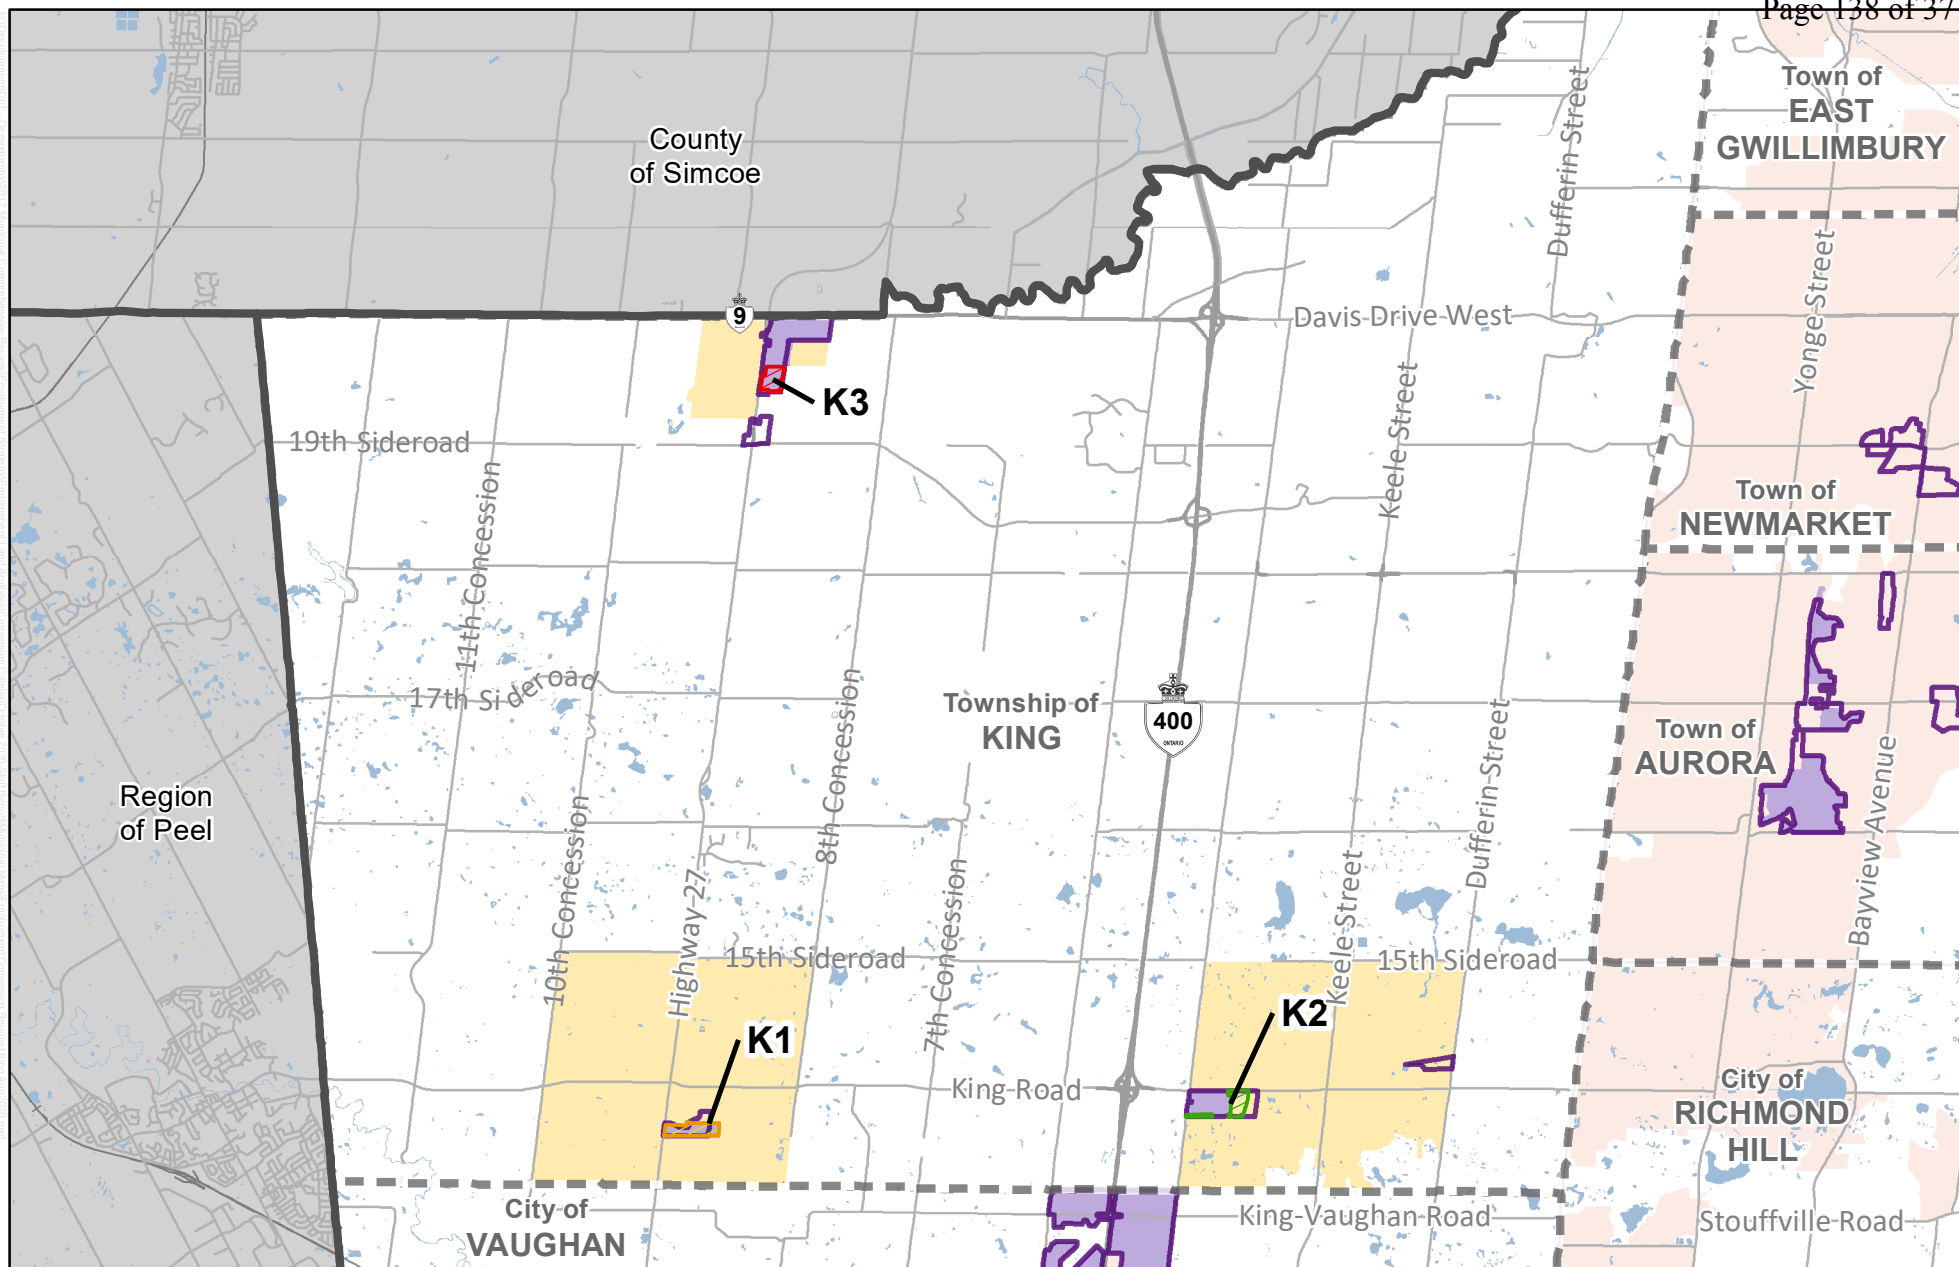 Page 138 of 37
Town of
EAST
GWILLIMBURY
County
of Simcoe
Dufferin Street
Yonge Street
9
Davis Drive West
K3
Keele Street
19th Sideroad
11th Concession
Town of
NEWMARKET
17th Sideroad
8th Concession
Township of
KING
400
ONTARIO
Dufferin Street
Town of
AURORA
Bayview Avenue
Region
of Peel
10th Concession
Highway 27
7th Concession
Keele Street
15th Sideroad
15th Sideroad
K2
K1
King Road
City of
RICHMOND
HILL
City of
VAUGHAN
King-Vaughan Road
Stouffville Road